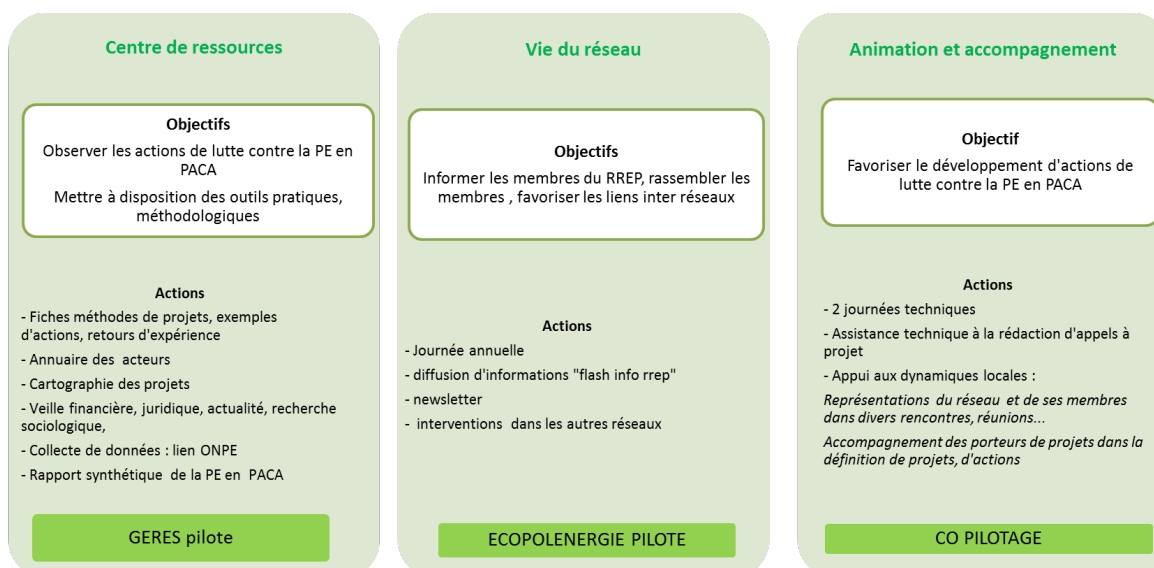 Centre de ressources
Objectifs
Observer les actions de lutte contre la PE en
PACA
Mettre à disposition des outils pratiques,
méthodologiques
Actions
- Fiches méthodes de projets, exemples
d'actions, retours d'expérience
- Annuaire des acteurs
- Cartographie des projets
- Veille financière, juridique, actualité, recherche
sociologique,
- Collecte de données : lien ONPE
- Rapport synthétique de la PE en PACA
GERES pilote
Vie du réseau
Objectifs
Informer les membres du RREP, rassembler les
membres , favoriser les liens inter réseaux
Actions
- Journée annuelle
- diffusion d'informations "flash info rrep"
- newsletter
- interventions dans les autres réseaux
ECOPOLENERGIE PILOTE
Animation et accompagnement
Objectif
Favoriser le développement d'actions de
lutte contre la PE en PACA
Actions
- 2 journées techniques
- Assistance technique à la rédaction d'appels à
projet
- Appui aux dynamiques locales :
Représentations du réseau et de ses membres
dans divers rencontres, réunions...
Accompagnement des porteurs de projets dans la
définition de projets, d'actions
CO PILOTAGE